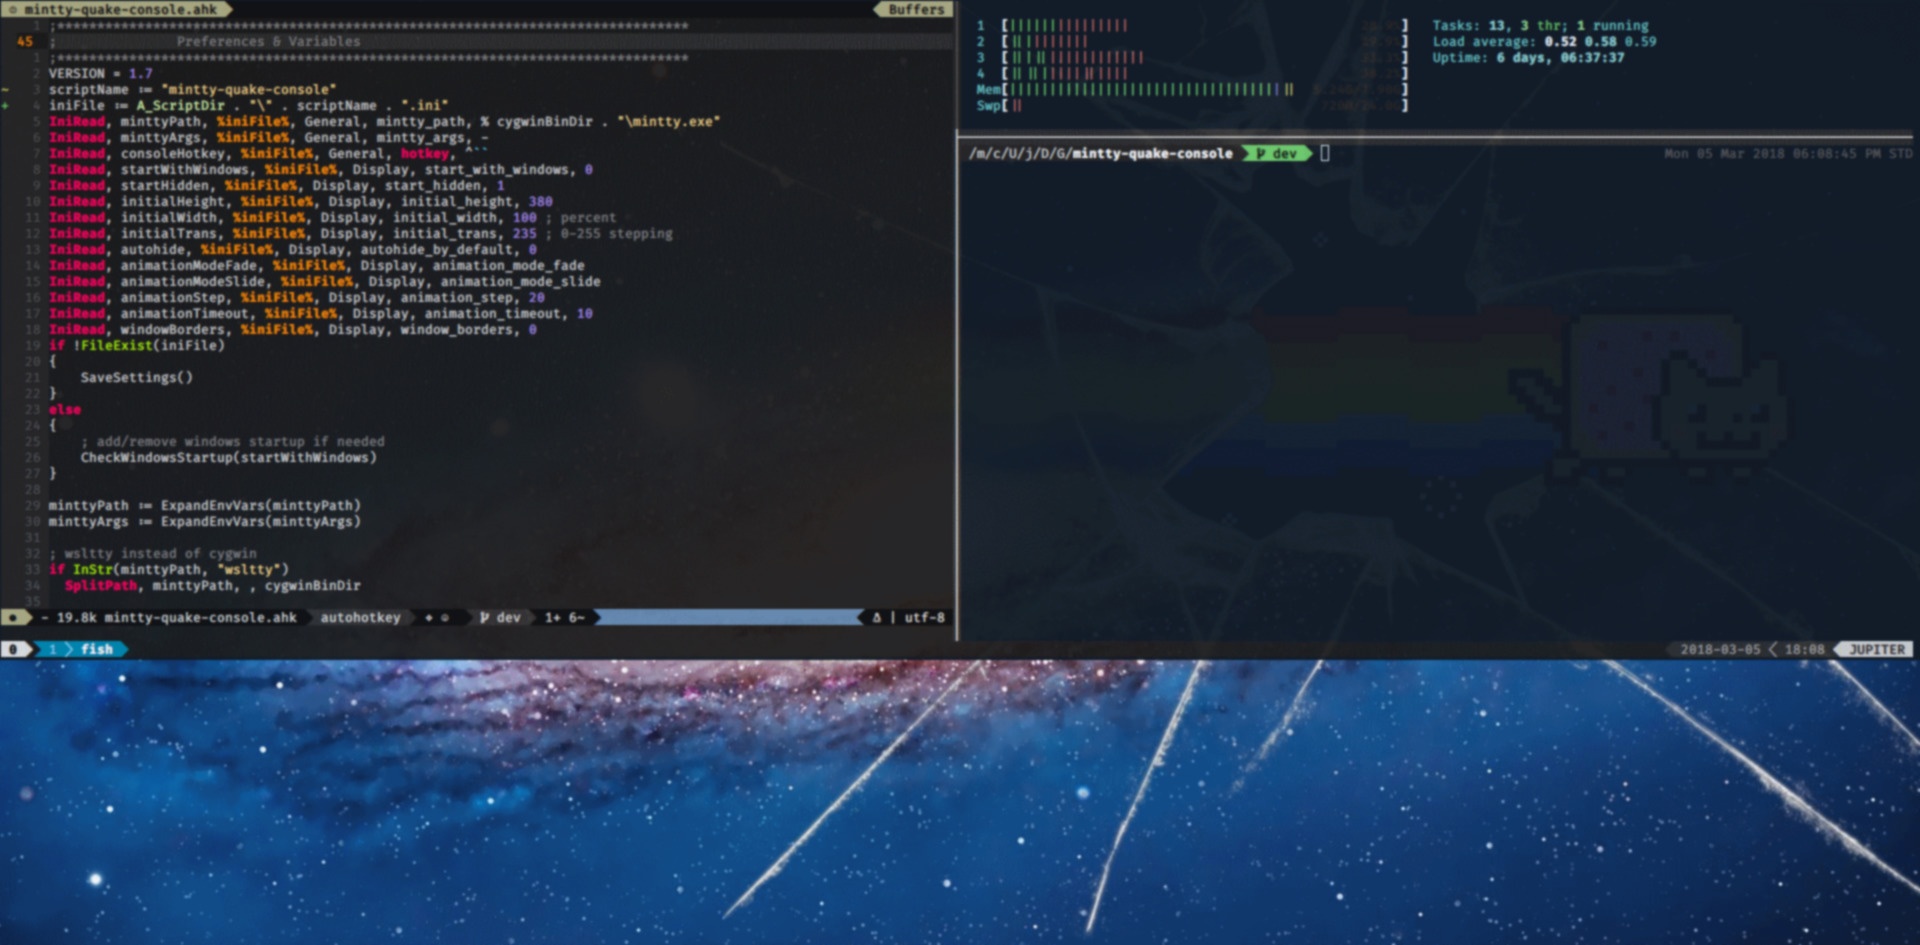 mintty-quake-console.ahk
Buffers
1 ;*******************************************************************************
45 ; Preferences & Variables
1 ;*******************************************************************************
2 VERSION = 1.7
~ 3 scriptName := "mintty-quake-console"
+ 4 iniFile := A_ScriptDir . "\" . scriptName . ".ini"
5 IniRead, minttyPath, %iniFile%, General, mintty_path, % cygwinBinDir . "\mintty.exe"
6 IniRead, minttyArgs, %iniFile%, General, mintty_args, -
7 IniRead, consoleHotkey, %iniFile%, General, hotkey, ^``
8 IniRead, startWithWindows, %iniFile%, Display, start_with_windows, 0
9 IniRead, startHidden, %iniFile%, Display, start_hidden, 1
10 IniRead, initialHeight, %iniFile%, Display, initial_height, 380
11 IniRead, initialWidth, %iniFile%, Display, initial_width, 100 ; percent
12 IniRead, initialTrans, %iniFile%, Display, initial_trans, 235 ; 0-255 stepping
13 IniRead, autohide, %iniFile%, Display, autohide_by_default, 0
14 IniRead, animationModeFade, %iniFile%, Display, animation_mode_fade
15 IniRead, animationModeSlide, %iniFile%, Display, animation_mode_slide
16 IniRead, animationStep, %iniFile%, Display, animation_step, 20
17 IniRead, animationTimeout, %iniFile%, Display, animation_timeout, 10
18 IniRead, windowBorders, %iniFile%, Display, window_borders, 0
19 if !FileExist(iniFile)
20 {
21 SaveSettings()
22 }
23 else
24 {
25 ; add/remove windows startup if needed
26 CheckWindowsStartup(startWithWindows)
27 }
28
29 minttyPath := ExpandEnvVars(minttyPath)
30 minttyArgs := ExpandEnvVars(minttyArgs)
31
32 ; wsltty instead of cygwin
33 if InStr(minttyPath, "wsltty")
34 SplitPath, minttyPath, , cygwinBinDir
35
- 19.8k mintty-quake-console.ahk autohotkey dev 1+ 6~ | utf-8
1 [ ]
2 [ ]
3 [ ]
4 [ ]
Mem[ ]
Swp[ ]
Tasks: 13, 3 thr; 1 running
Load average: 0.52 0.58 0.59
Uptime: 6 days, 06:37:37
/m/c/U/j/D/G/mintty-quake-console dev
Mon 05 Mar 2018 06:08:45 PM STD
0 1 fish
2018-03-05 18:08 JUPITER